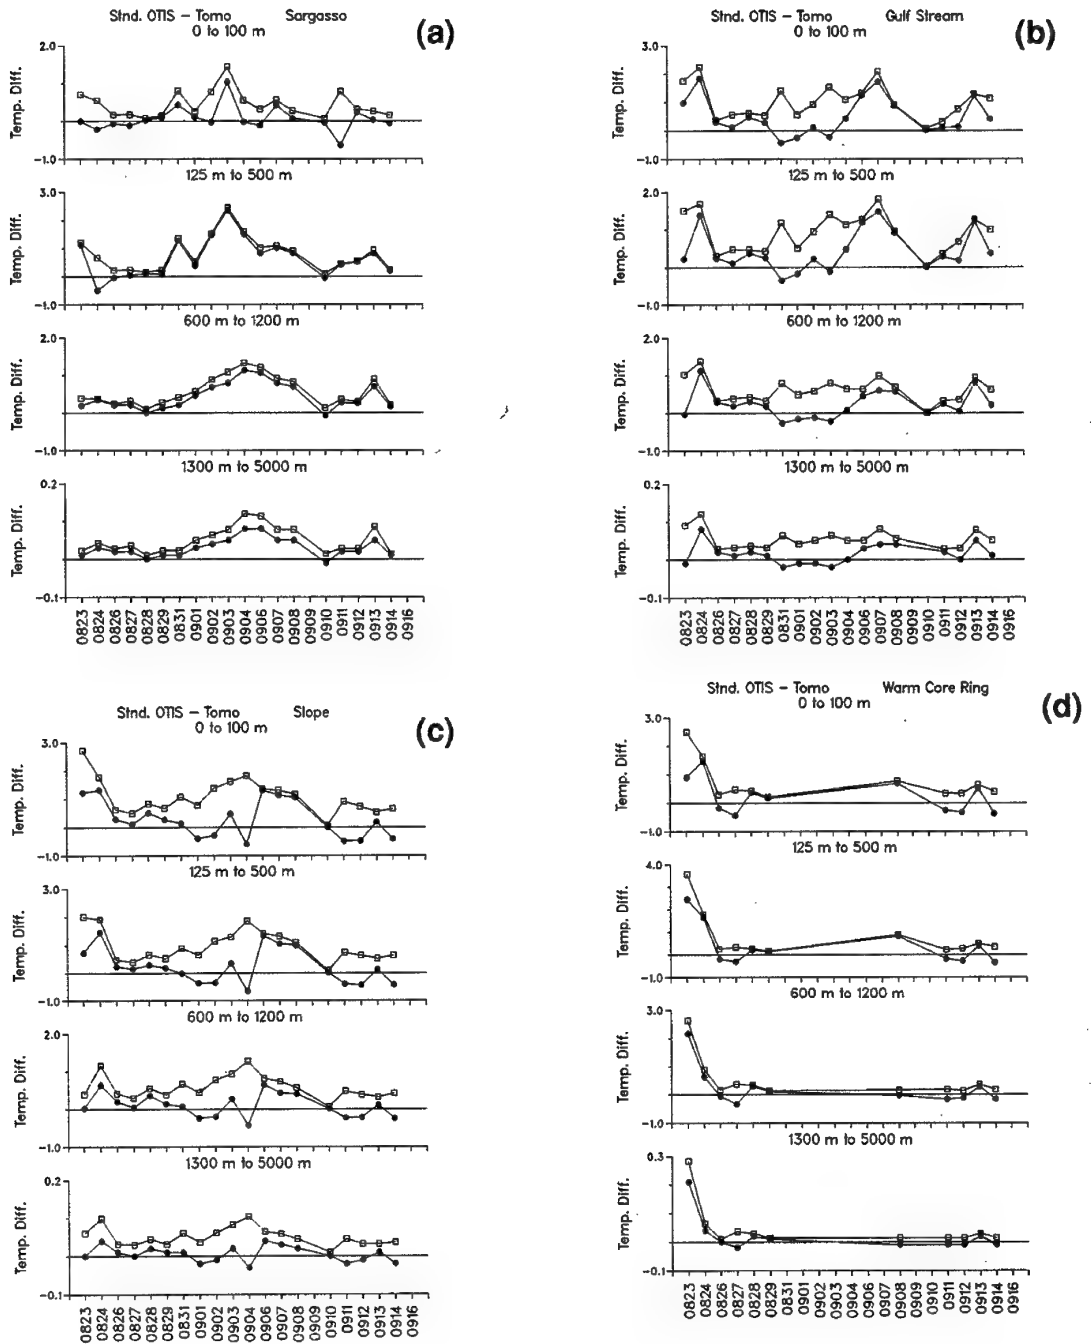 Stnd. OTIS – Tomo Sargasso (a)
0 to 100 m
2.0
Temp. Diff.
-1.0
125 m to 500 m
3.0
Temp. Diff.
-1.0
600 m to 1200 m
2.0
Temp. Diff.
-1.0
1300 m to 5000 m
0.2
Temp. Diff.
-0.1
0823 0824 0826 0827 0828 0829 0831 0901 0902 0903 0904 0906 0907 0908 0909 0910 0911 0912 0913 0914 0916
Stnd. OTIS – Tomo Gulf Stream (b)
0 to 100 m
3.0
Temp. Diff.
-1.0
125 m to 500 m
2.0
Temp. Diff.
-1.0
600 m to 1200 m
2.0
Temp. Diff.
-1.0
1300 m to 5000 m
0.2
Temp. Diff.
-0.1
0823 0824 0826 0827 0828 0829 0831 0901 0902 0903 0904 0906 0907 0908 0909 0910 0911 0912 0913 0914 0916
Stnd. OTIS – Tomo Slope (c)
0 to 100 m
3.0
Temp. Diff.
-1.0
125 m to 500 m
3.0
Temp. Diff.
-1.0
600 m to 1200 m
2.0
Temp. Diff.
-1.0
1300 m to 5000 m
0.2
Temp. Diff.
-0.1
0823 0824 0826 0827 0828 0829 0831 0901 0902 0903 0904 0906 0907 0908 0909 0910 0911 0912 0913 0914 0916
Stnd. OTIS – Tomo Warm Core Ring (d)
0 to 100 m
3.0
Temp. Diff.
-1.0
125 m to 500 m
4.0
Temp. Diff.
-1.0
600 m to 1200 m
3.0
Temp. Diff.
-1.0
1300 m to 5000 m
0.3
Temp. Diff.
-0.1
0823 0824 0826 0827 0828 0829 0831 0901 0902 0903 0904 0906 0907 0908 0909 0910 0911 0912 0913 0914 0916